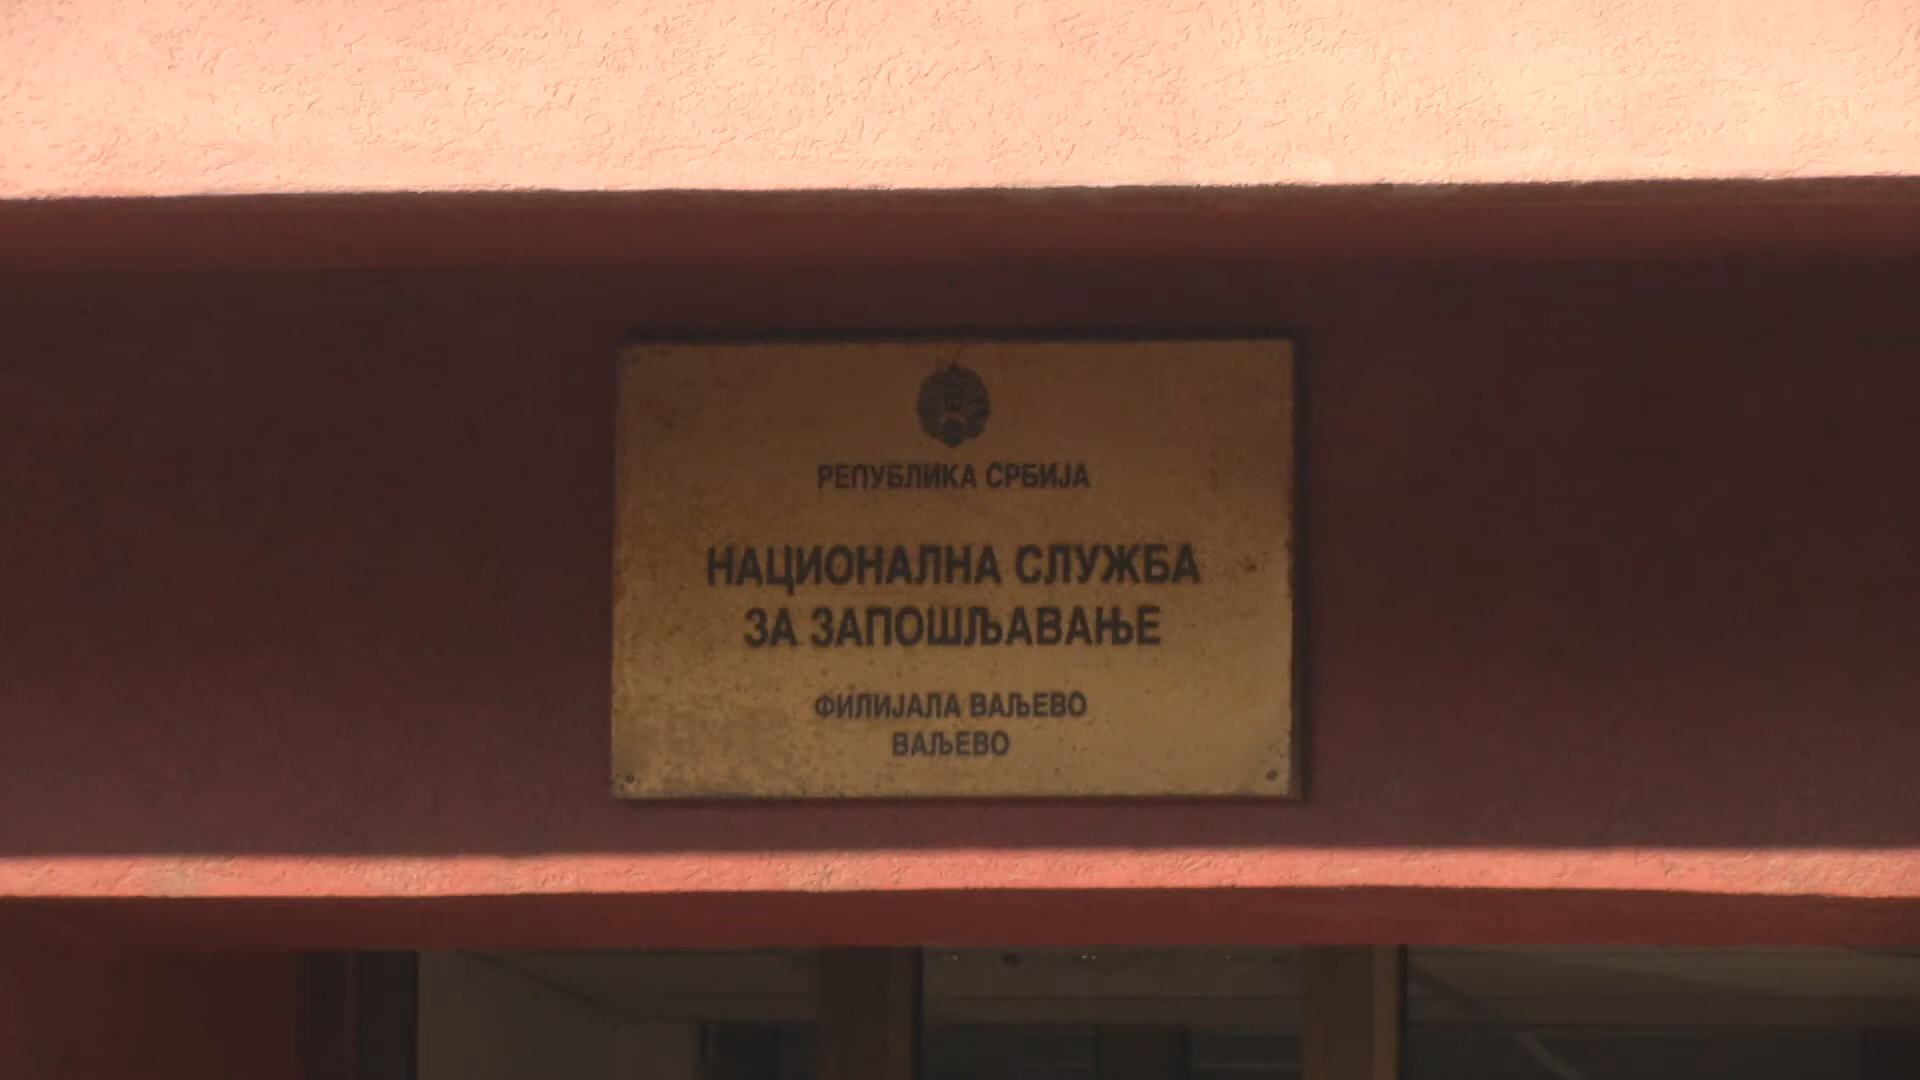 РЕПУБЛИКА СРБИЈА
НАЦИОНАЛНА СЛУЖБА
ЗА ЗАПОШЉАВАЊЕ
ФИЛИЈАЛА ВАЉЕВО
ВАЉЕВО